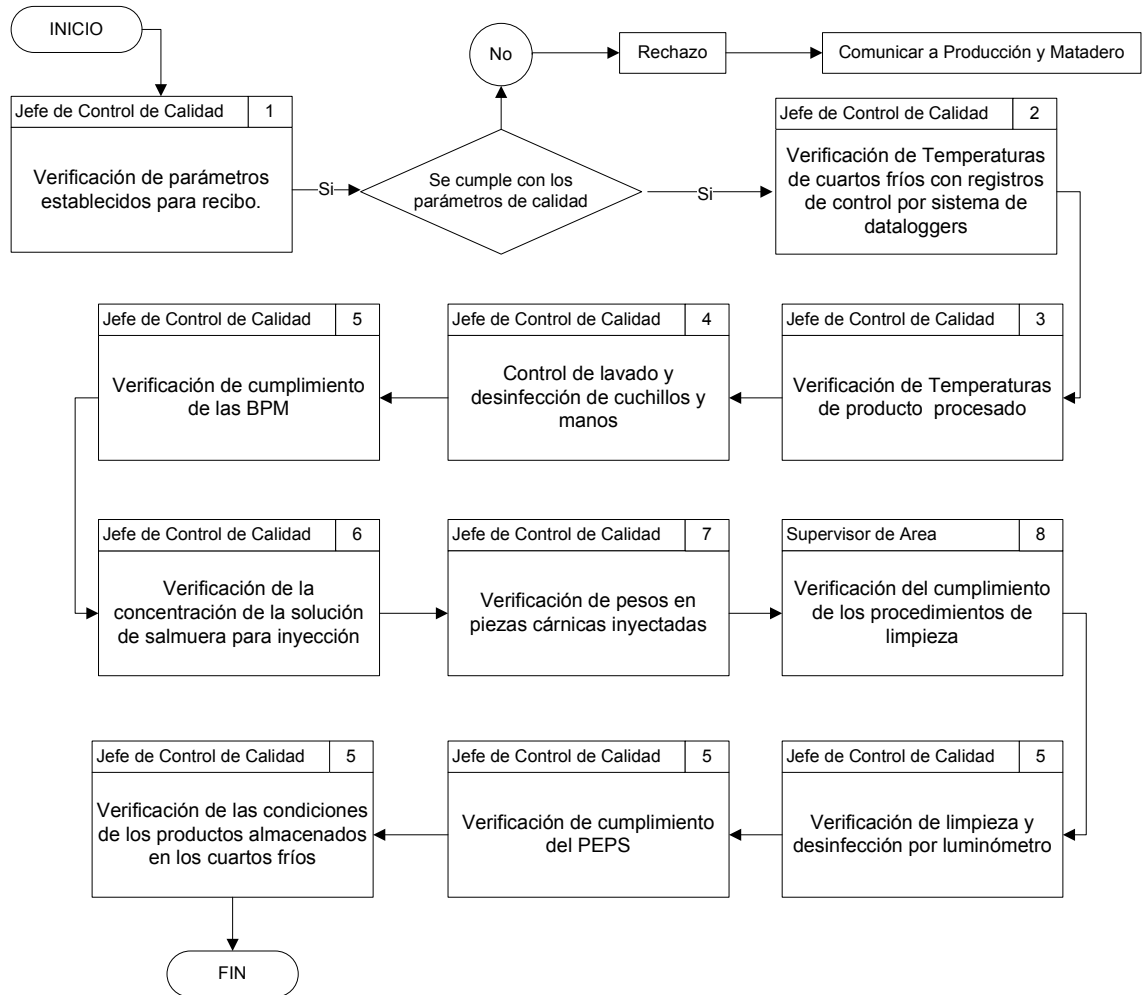 INICIO
No
Rechazo
Comunicar a Producción y Matadero
Jefe de Control de Calidad 1
Verificación de parámetros
establecidos para recibo.
Si
Se cumple con los
parámetros de calidad
Si
Jefe de Control de Calidad 2
Verificación de Temperaturas
de cuartos fríos con registros
de control por sistema de
dataloggers
Jefe de Control de Calidad 3
Verificación de Temperaturas
de producto procesado
Jefe de Control de Calidad 4
Control de lavado y
desinfección de cuchillos y
manos
Jefe de Control de Calidad 5
Verificación de cumplimiento
de las BPM
Jefe de Control de Calidad 6
Verificación de la
concentración de la solución
de salmuera para inyección
Jefe de Control de Calidad 7
Verificación de pesos en
piezas cárnicas inyectadas
Supervisor de Area 8
Verificación del cumplimiento
de los procedimientos de
limpieza
Jefe de Control de Calidad 5
Verificación de limpieza y
desinfección por luminómetro
Jefe de Control de Calidad 5
Verificación de cumplimiento
del PEPS
Jefe de Control de Calidad 5
Verificación de las condiciones
de los productos almacenados
en los cuartos fríos
FIN